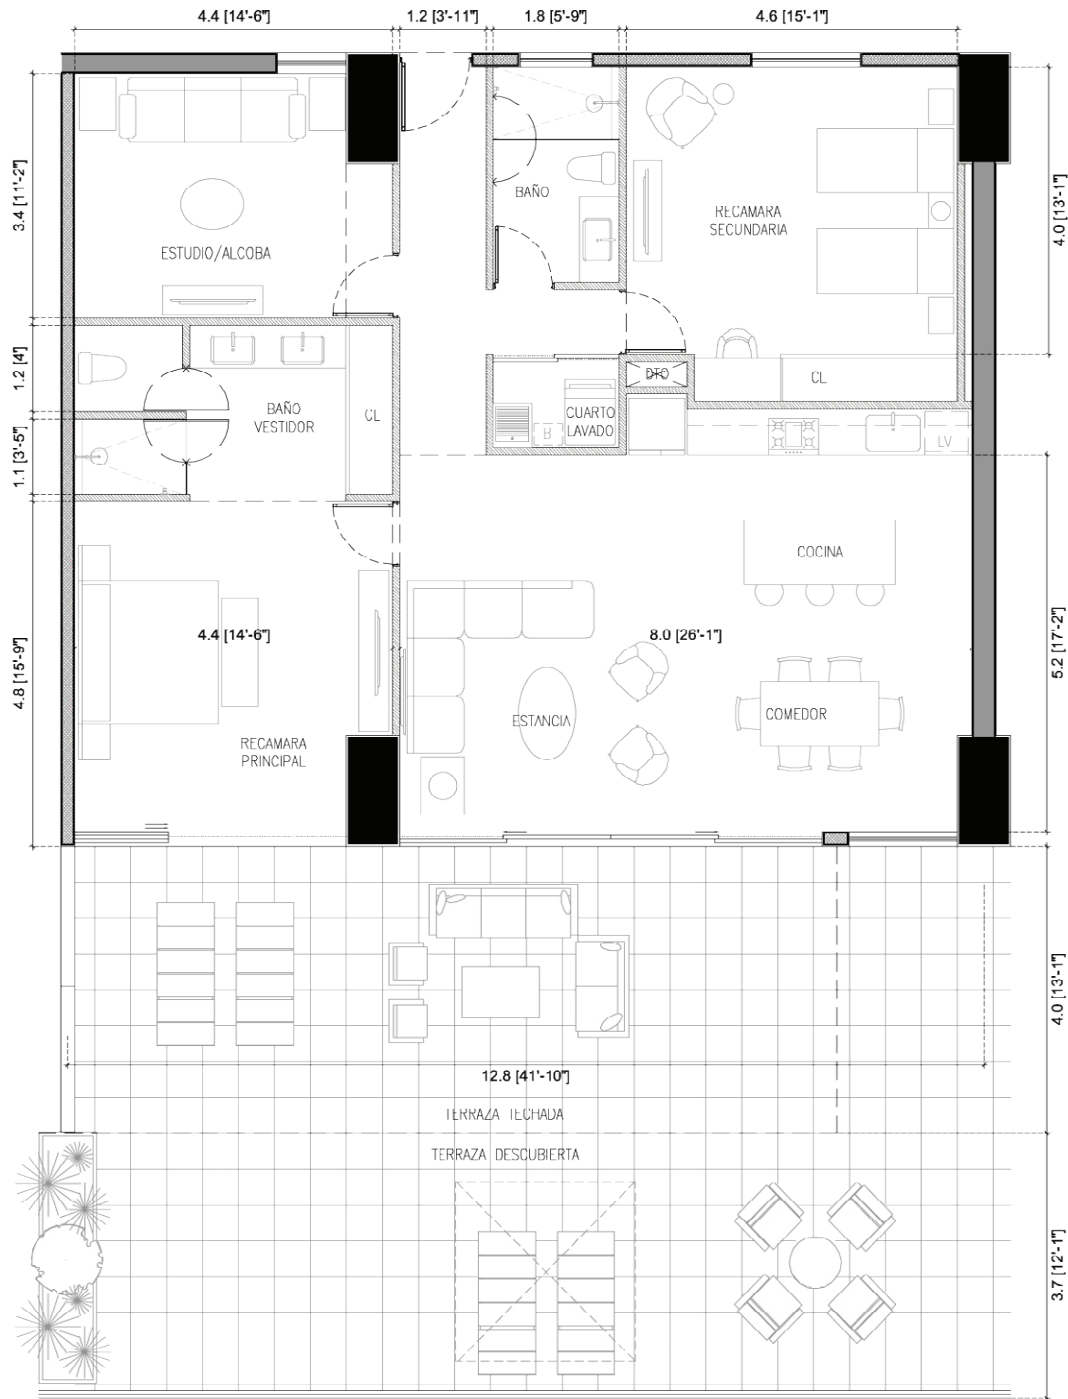 4.4 [14'-6"]
1.2 [3'-11"]
1.8 [5'-9"]
4.6 [15'-1"]
3.4 [11'-2"]
4.0 [13'-1"]
BAÑO
RECAMARA
SECUNDARIA
ESTUDIO/ALCOBA
1.2 [4']
BAÑO
VESTIDOR
CL
DTO
CL
CUARTO
LAVADO
LV
1.1 [3'-5"]
COCINA
4.4 [14'-6"]
8.0 [26'-1"]
4.8 [15'-9"]
5.2 [17'-2"]
ESTANCIA
COMEDOR
RECAMARA
PRINCIPAL
4.0 [13'-1"]
12.8 [41'-10"]
TERRAZA TECHADA
TERRAZA DESCUBIERTA
3.7 [12'-1"]